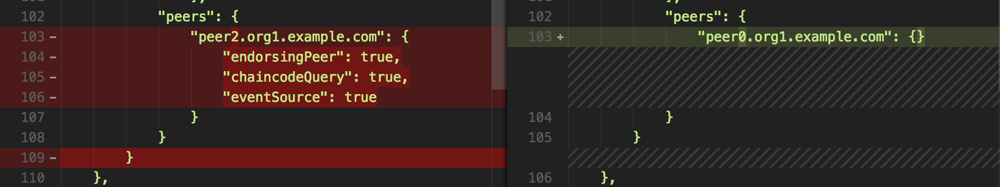 102 "peers": {
103 - "peer2.org1.example.com": {
104 - "endorsingPeer": true,
105 - "chaincodeQuery": true,
106 - "eventSource": true
107 }
108 }
109 - }
110 },
102 "peers": {
103 + "peer0.org1.example.com": {}
104 }
105 }
106 },